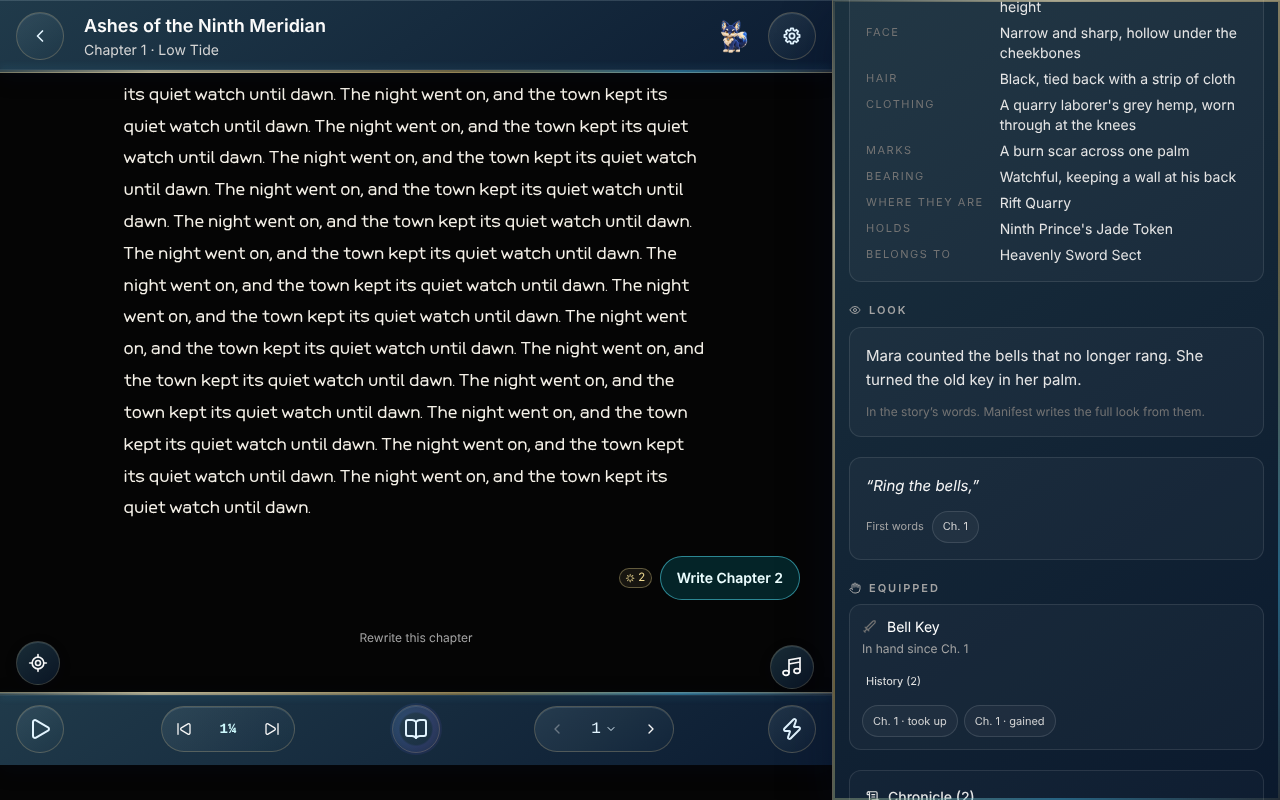 Ashes of the Ninth Meridian
Chapter 1 · Low Tide
its quiet watch until dawn. The night went on, and the town kept its
quiet watch until dawn. The night went on, and the town kept its quiet
watch until dawn. The night went on, and the town kept its quiet watch
until dawn. The night went on, and the town kept its quiet watch until
dawn. The night went on, and the town kept its quiet watch until dawn.
The night went on, and the town kept its quiet watch until dawn. The
night went on, and the town kept its quiet watch until dawn. The night
went on, and the town kept its quiet watch until dawn. The night went
on, and the town kept its quiet watch until dawn. The night went on, and
the town kept its quiet watch until dawn. The night went on, and the
town kept its quiet watch until dawn. The night went on, and the town
kept its quiet watch until dawn. The night went on, and the town kept
its quiet watch until dawn. The night went on, and the town kept its
quiet watch until dawn.
2
Write Chapter 2
Rewrite this chapter
1¼
1
height
FACE Narrow and sharp, hollow under the
cheekbones
HAIR Black, tied back with a strip of cloth
CLOTHING A quarry laborer's grey hemp, worn
through at the knees
MARKS A burn scar across one palm
BEARING Watchful, keeping a wall at his back
WHERE THEY ARE Rift Quarry
HOLDS Ninth Prince's Jade Token
BELONGS TO Heavenly Sword Sect
LOOK
Mara counted the bells that no longer rang. She
turned the old key in her palm.
In the story’s words. Manifest writes the full look from them.
“Ring the bells,”
First words Ch. 1
EQUIPPED
Bell Key
In hand since Ch. 1
History (2)
Ch. 1 · took up Ch. 1 · gained
Chronicle (2)